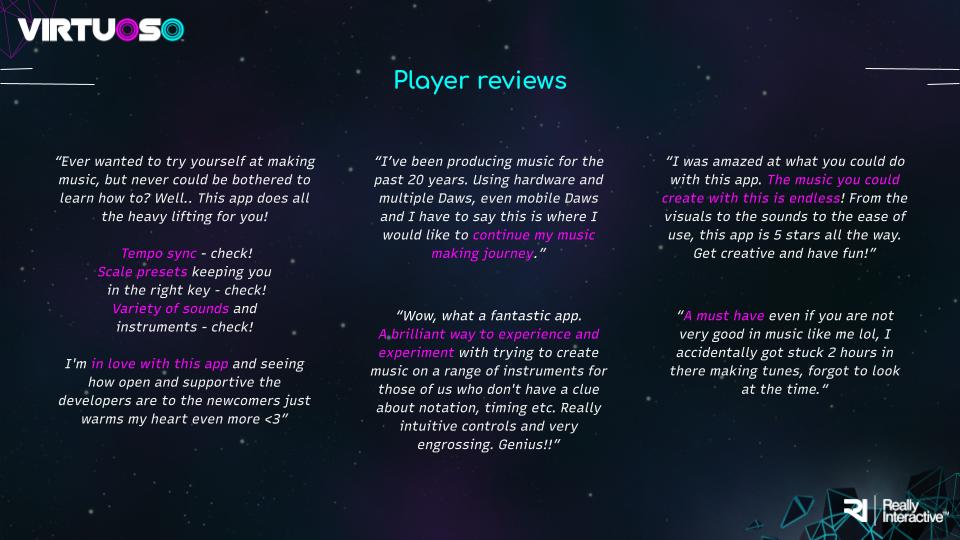 VIRTUOSO
Player reviews
“Ever wanted to try yourself at making
music, but never could be bothered to
learn how to? Well.. This app does all
the heavy lifting for you!
Tempo sync - check!
Scale presets keeping you
in the right key - check!
Variety of sounds and
instruments - check!
I'm in love with this app and seeing
how open and supportive the
developers are to the newcomers just
warms my heart even more <3”
“I’ve been producing music for the
past 20 years. Using hardware and
multiple Daws, even mobile Daws
and I have to say this is where I
would like to continue my music
making journey.”
“Wow, what a fantastic app.
A brilliant way to experience and
experiment with trying to create
music on a range of instruments for
those of us who don't have a clue
about notation, timing etc. Really
intuitive controls and very
engrossing. Genius!!”
“I was amazed at what you could do
with this app. The music you could
create with this is endless! From the
visuals to the sounds to the ease of
use, this app is 5 stars all the way.
Get creative and have fun!”
“A must have even if you are not
very good in music like me lol, I
accidentally got stuck 2 hours in
there making tunes, forgot to look
at the time.“
RI
Really
Interactive™